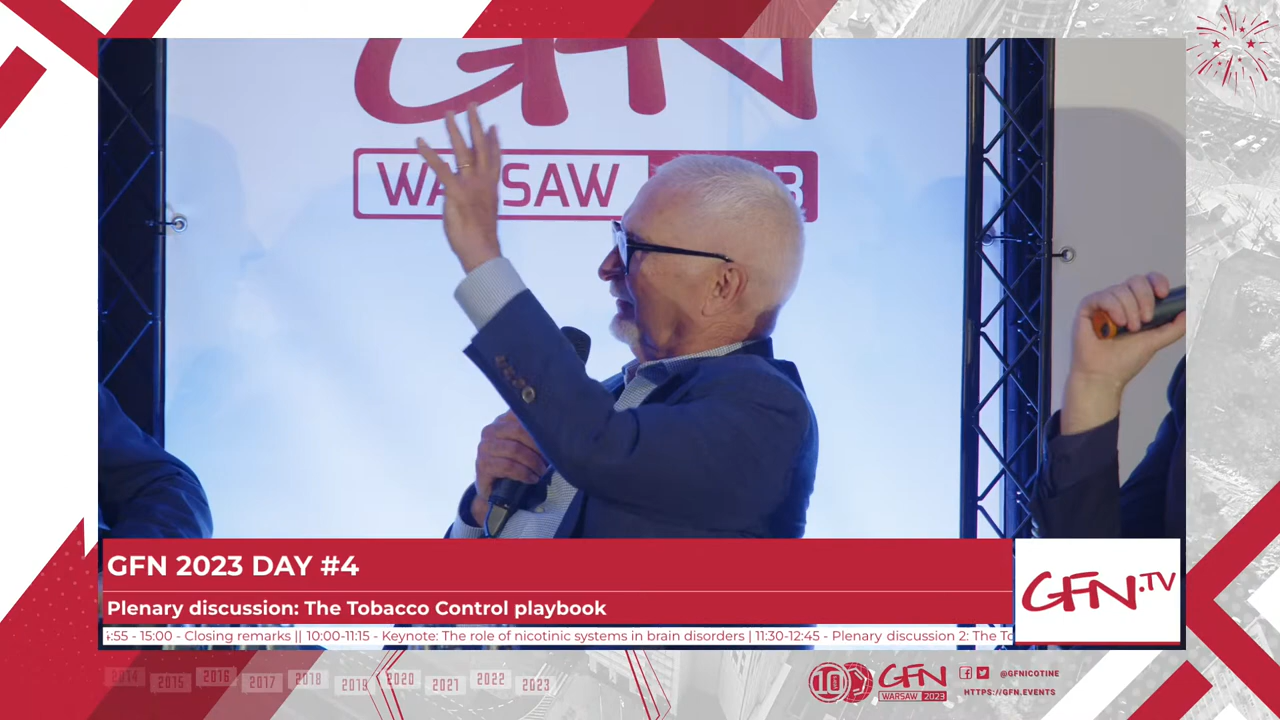 GFN
WARSAW 2023
GFN 2023 DAY #4
Plenary discussion: The Tobacco Control playbook
:55 - 15:00 - Closing remarks || 10:00-11:15 - Keynote: The role of nicotinic systems in brain disorders | 11:30-12:45 - Plenary discussion 2: The To
GFN.TV
2014 2015 2016 2017 2018 2019 2020 2021 2022 2023
10
GFN
WARSAW 2023
@GFNICOTINE
HTTPS://GFN.EVENTS